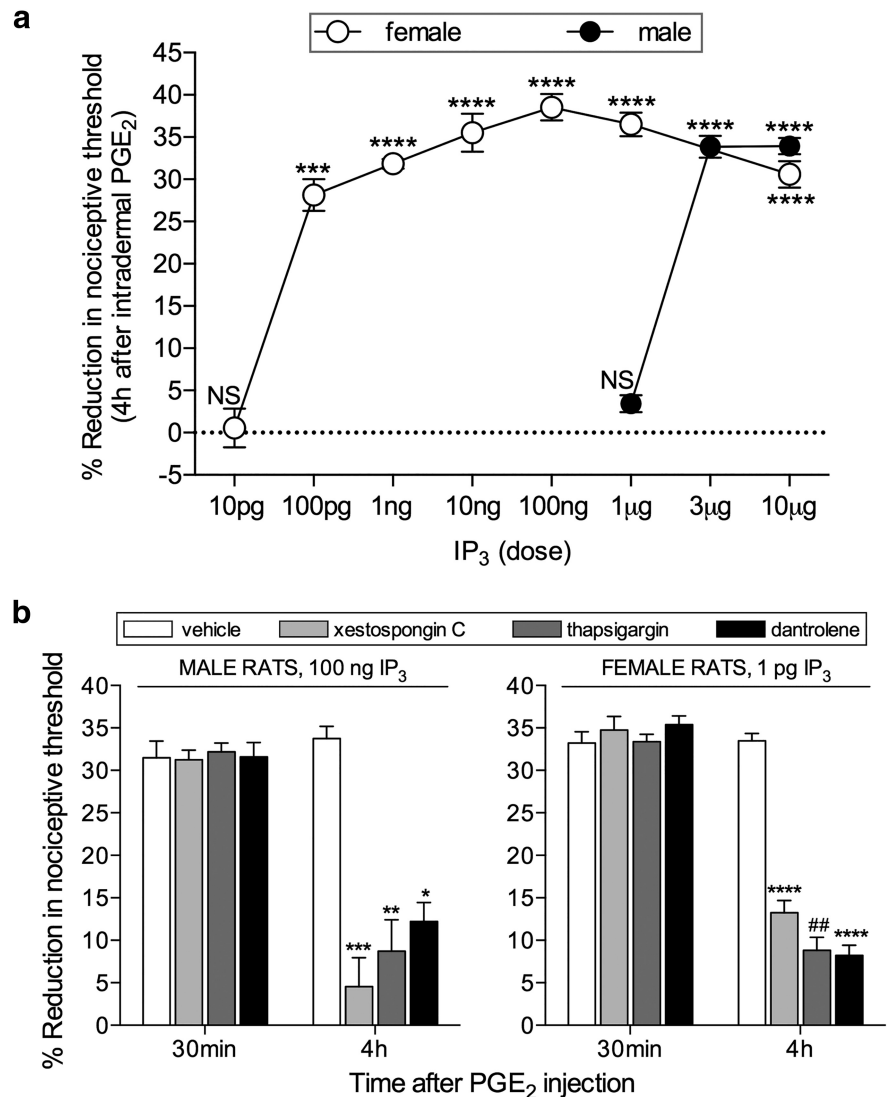 a
female male
% Reduction in nociceptive threshold
(4h after intradermal PGE2)
45
40
35
30
25
20
15
10
5
0
-5
NS
***
****
****
****
****
****
****
****
NS
10pg 100pg 1ng 10ng 100ng 1µg 3µg 10µg
IP3 (dose)
b
vehicle xestospongin C thapsigargin dantrolene
% Reduction in nociceptive threshold
MALE RATS, 100 ng IP3
40
35
30
25
20
15
10
5
0
***
**
*
30min 4h
FEMALE RATS, 1 pg IP3
40
35
30
25
20
15
10
5
0
****
##
****
30min 4h
Time after PGE2 injection